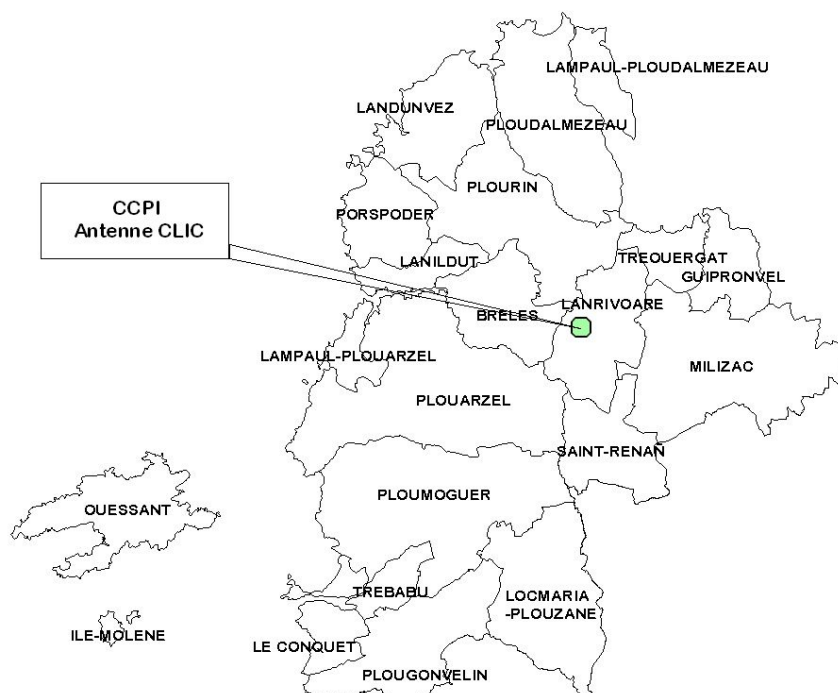 LAMPAUL-PLOUDALMEZEAU
LANDUNVEZ
PLOUDALMEZEAU
PLOURIN
CCPI
Antenne CLIC
PORSPODER
LANILDUT
TREOUERGAT
GUIPRONVEL
BRELES
LANRIVOARE
LAMPAUL-PLOUARZEL
MILIZAC
PLOUARZEL
SAINT-RENAN
PLOUMOGUER
OUESSANT
TREBABU
LOCMARIA
-PLOUZANE
ILE-MOLENE
LE CONQUET
PLOUGONVELIN